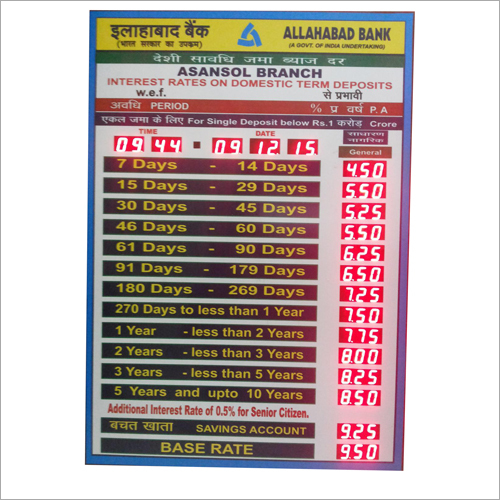 इलाहाबाद बैंक
(भारत सरकार का उपक्रम)
ALLAHABAD BANK
(A GOVT. OF INDIA UNDERTAKING)
देशी सावधि जमा ब्याज दर
ASANSOL BRANCH
INTEREST RATES ON DOMESTIC TERM DEPOSITS
w.e.f. से प्रभावी
अवधि PERIOD % प्र वर्ष P.A
एकल जमा के लिए For Single Deposit below Rs.1 करोड़ Crore
साधारण
नागरिक
TIME DATE
09.44 . 09.12.15
General
7 Days - 14 Days 4.50
15 Days - 29 Days 5.50
30 Days - 45 Days 5.25
46 Days - 60 Days 5.50
61 Days - 90 Days 6.25
91 Days - 179 Days 6.50
180 Days - 269 Days 7.25
270 Days to less than 1 Year 7.50
1 Year - less than 2 Years 7.75
2 Years - less than 3 Years 8.00
3 Years - less than 5 Years 8.25
5 Years and upto 10 Years 8.50
Additional Interest Rate of 0.5% for Senior Citizen.
बचत खाता SAVINGS ACCOUNT 9.25
BASE RATE 9.50